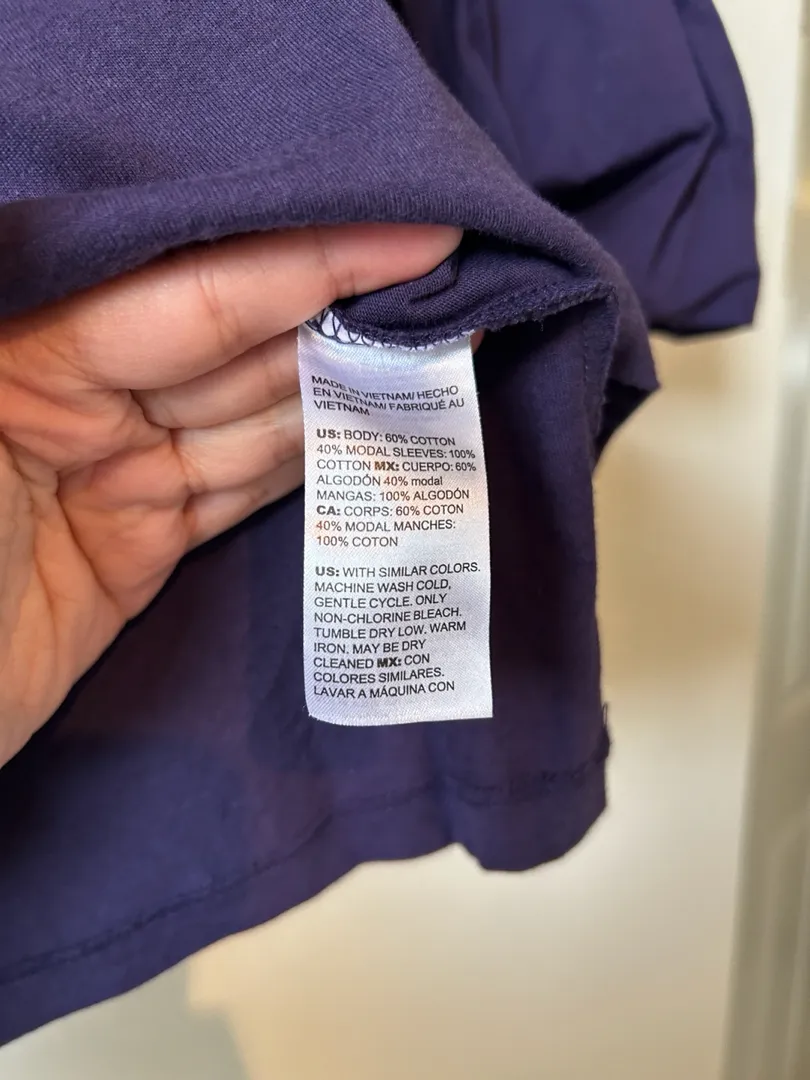 MADE IN VIETNAM/ HECHO
EN VIETNAM/ FABRIQUÉ AU
VIETNAM
US: BODY: 60% COTTON
40% MODAL SLEEVES: 100%
COTTON MX: CUERPO: 60%
ALGODÓN 40% modal
MANGAS: 100% ALGODÓN
CA: CORPS: 60% COTON
40% MODAL MANCHES:
100% COTON
US: WITH SIMILAR COLORS.
MACHINE WASH COLD,
GENTLE CYCLE. ONLY
NON-CHLORINE BLEACH.
TUMBLE DRY LOW. WARM
IRON. MAY BE DRY
CLEANED MX: CON
COLORES SIMILARES.
LAVAR A MÁQUINA CON